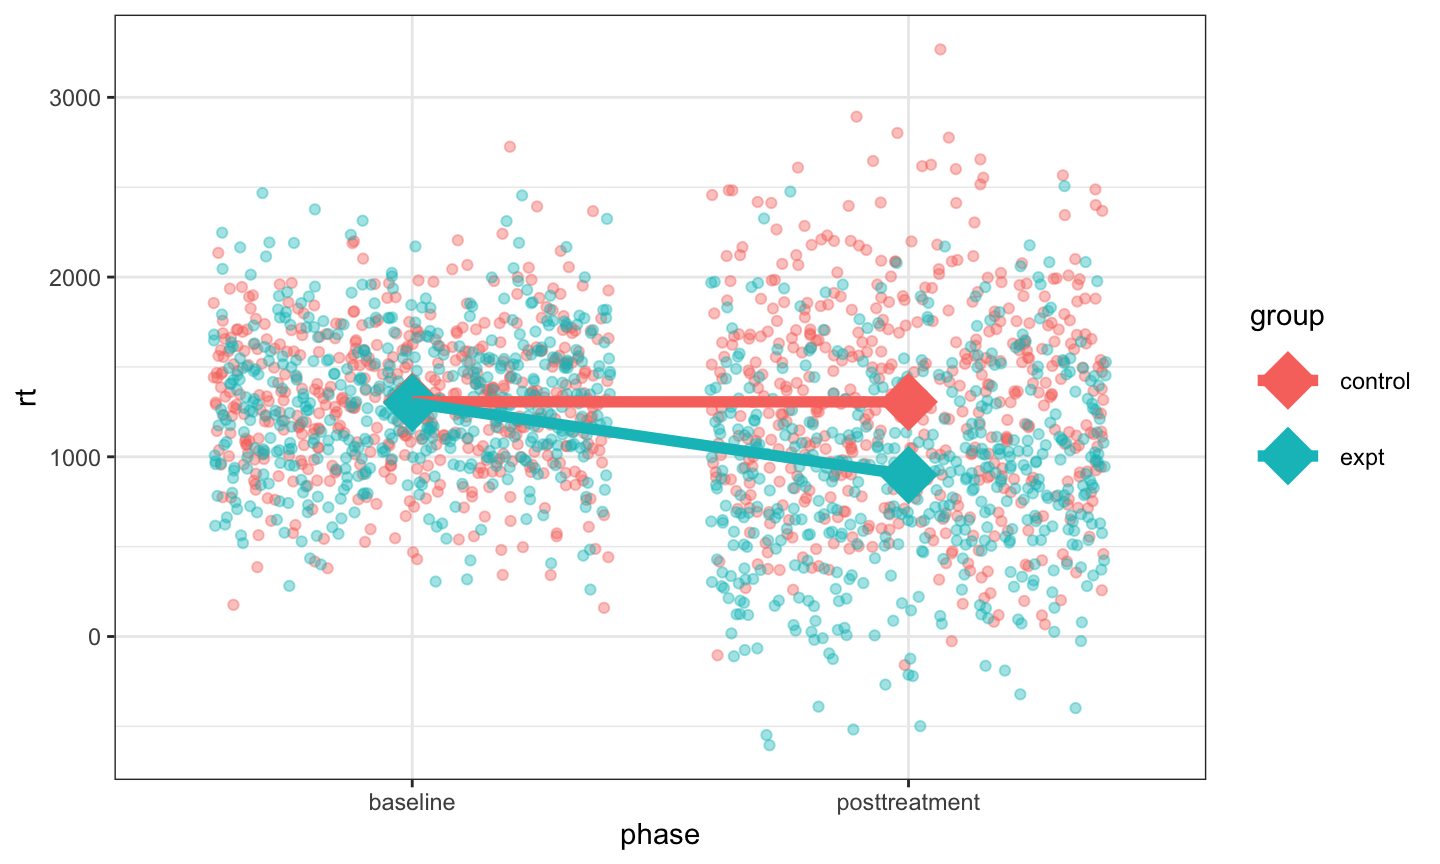 3000
2000
1000
0
rt
baseline
posttreatment
phase
group
control
expt